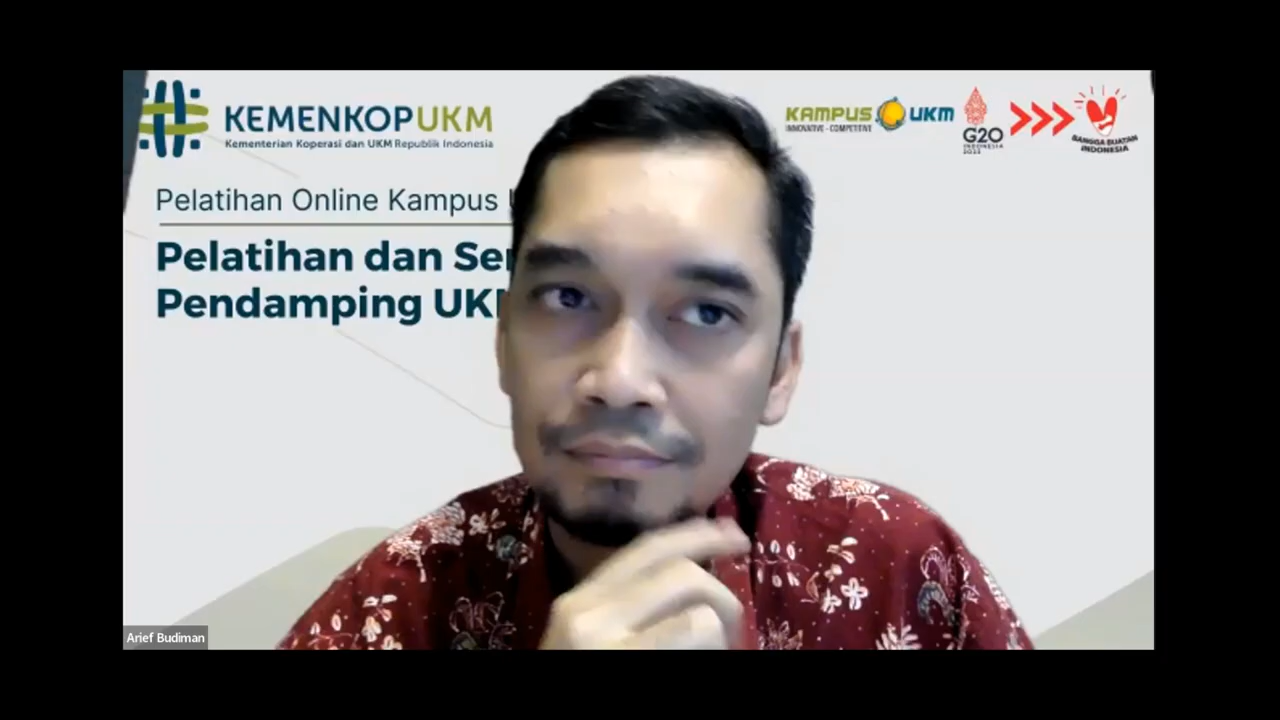 KEMENKOPUKM
Kementerian Koperasi dan UKM Republik Indonesia
KAMPUS UKM
INNOVATIVE - COMPETITIVE
G20
INDONESIA
2022
BANGGA BUATAN
INDONESIA
Pelatihan Online Kampus
Pelatihan dan Ser
Pendamping UK
Arief Budiman